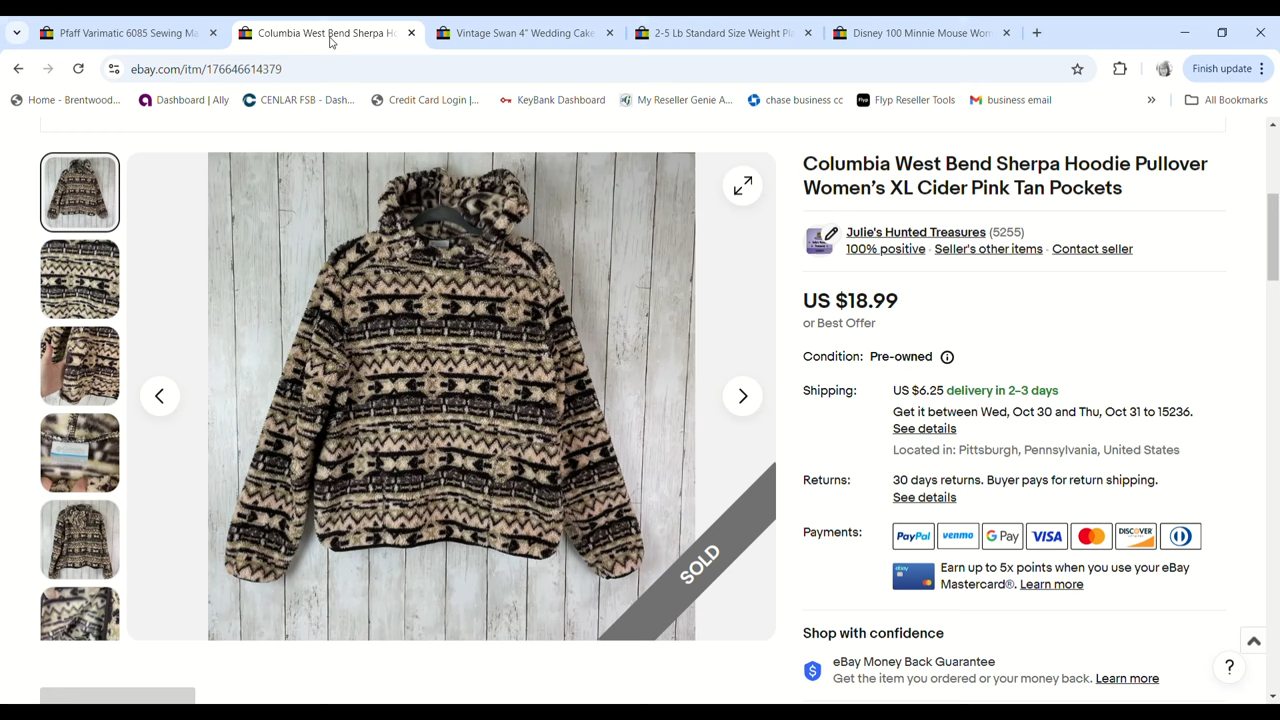 Pfaff Varimatic 6085 Sewing Ma
Columbia West Bend Sherpa Ho
Vintage Swan 4" Wedding Cake
2-5 Lb Standard Size Weight Pl
Disney 100 Minnie Mouse Wom
ebay.com/itm/176646614379
Finish update
Home - Brentwood...
Dashboard | Ally
CENLAR FSB - Dash...
Credit Card Login |...
KeyBank Dashboard
My Reseller Genie A...
chase business cc
Flyp Reseller Tools
business email
All Bookmarks
Columbia West Bend Sherpa Hoodie Pullover
Women's XL Cider Pink Tan Pockets
Julie's Hunted Treasures (5255)
100% positive · Seller's other items · Contact seller
US $18.99
or Best Offer
Condition: Pre-owned
Shipping: US $6.25 delivery in 2–3 days
Get it between Wed, Oct 30 and Thu, Oct 31 to 15236.
See details
Located in: Pittsburgh, Pennsylvania, United States
Returns: 30 days returns. Buyer pays for return shipping.
See details
Payments: PayPal venmo G Pay VISA DISCOVER
ebay Earn up to 5x points when you use your eBay
Mastercard®. Learn more
SOLD
Shop with confidence
eBay Money Back Guarantee
Get the item you ordered or your money back. Learn more